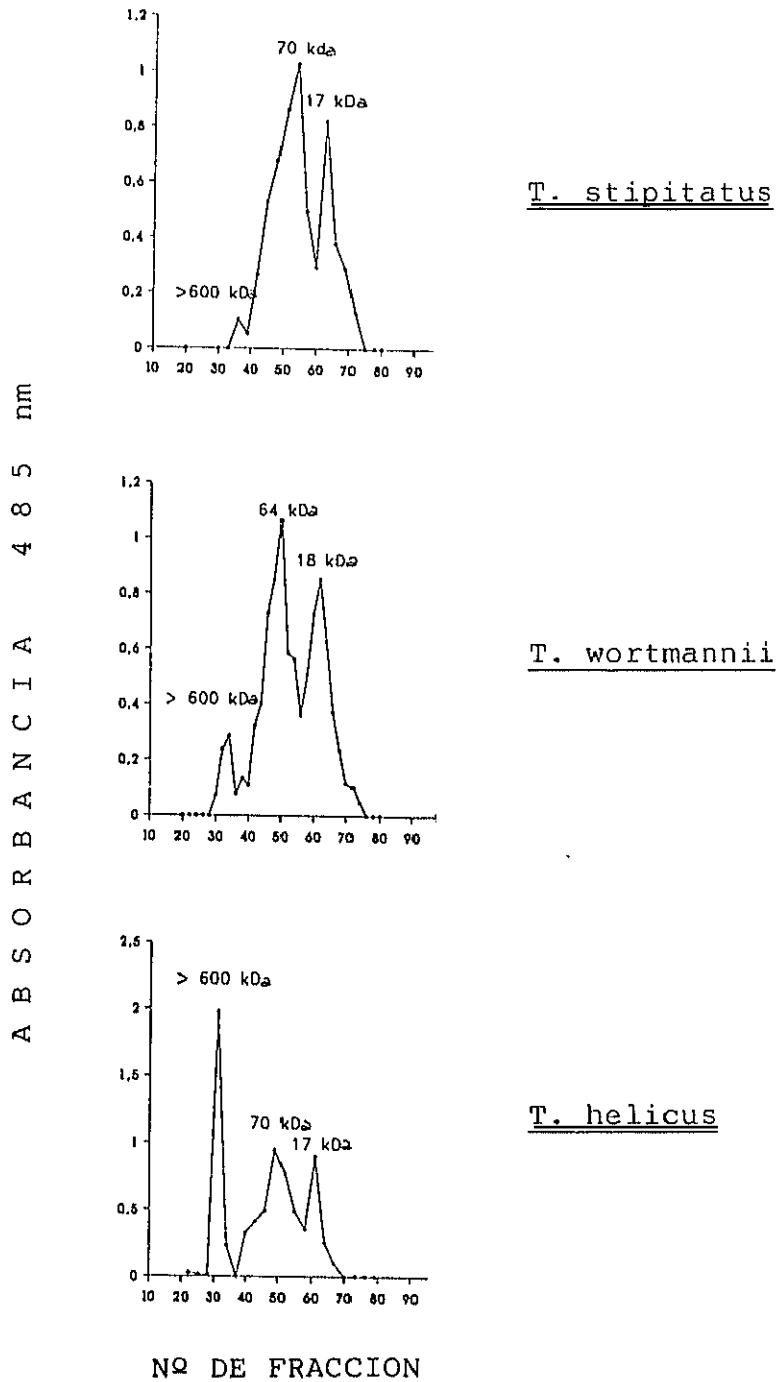 1,2
1
0,8
0,6
0,4
0,2
0
70 kda
17 kDa
>600 kDa
10 20 30 40 50 60 70 80 90
T. stipitatus
ABSORBANCIA 485 nm
1,2
1
0,8
0,6
0,4
0,2
0
64 kDa
18 kDa
> 600 kDa
10 20 30 40 50 60 70 80 90
T. wortmannii
2,5
2
1,5
1
0,5
0
> 600 kDa
70 kDa
17 kDa
10 20 30 40 50 60 70 80 90
T. helicus
Nº DE FRACCION